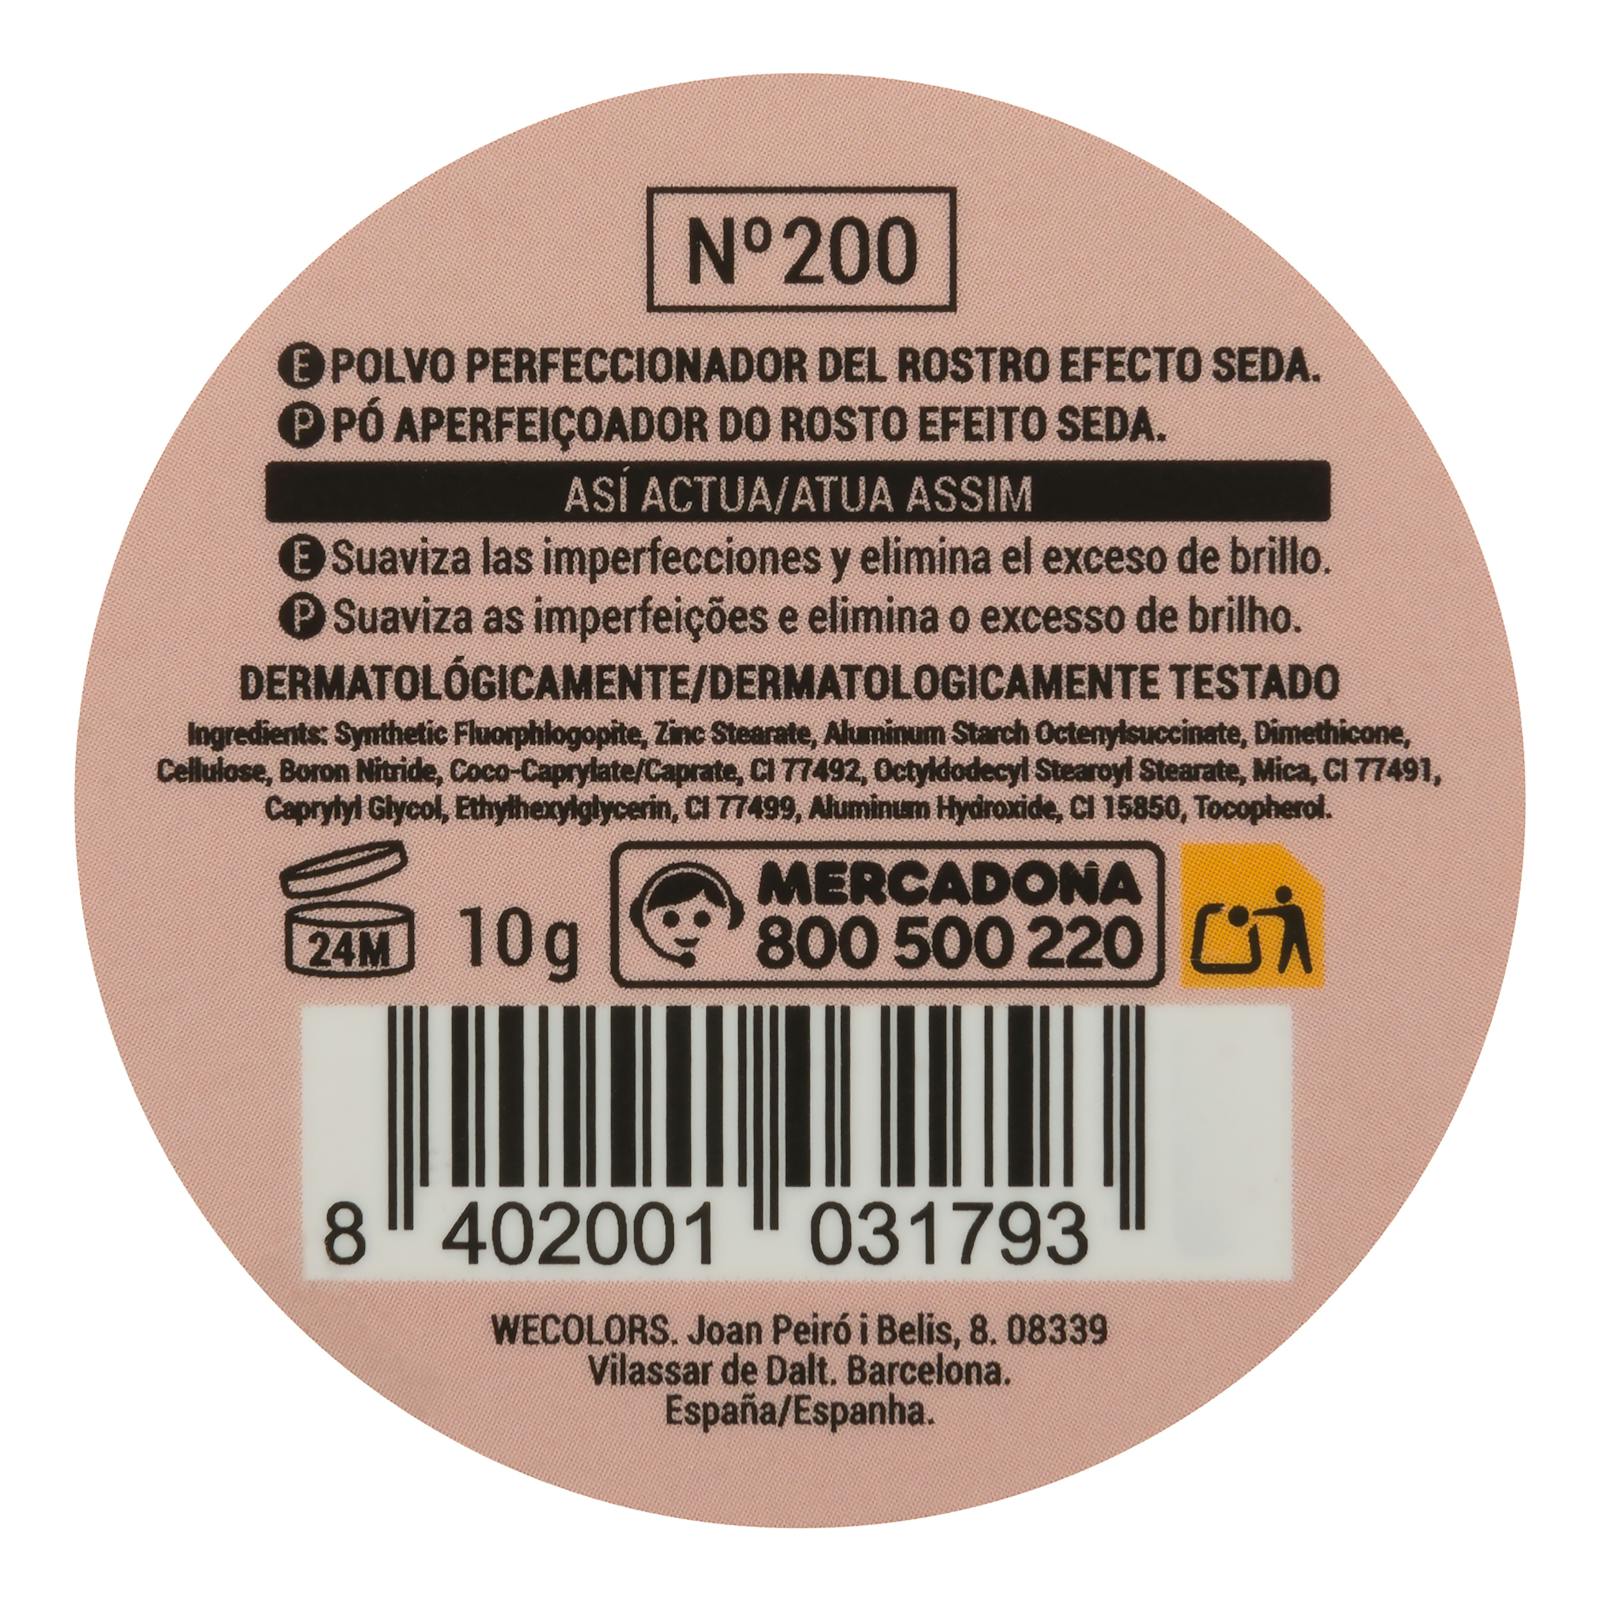 Nº200
E POLVO PERFECCIONADOR DEL ROSTRO EFECTO SEDA.
P PÓ APERFEIÇOADOR DO ROSTO EFEITO SEDA.
ASÍ ACTUA/ATUA ASSIM
E Suaviza las imperfecciones y elimina el exceso de brillo.
P Suaviza as imperfeições e elimina o excesso de brilho.
DERMATOLÓGICAMENTE/DERMATOLOGICAMENTE TESTADO
Ingredients: Synthetic Fluorphlogopite, Zinc Stearate, Aluminum Starch Octenylsuccinate, Dimethicone,
Cellulose, Boron Nitride, Coco-Caprylate/Caprate, CI 77492, Octyldodecyl Stearoyl Stearate, Mica, CI 77491,
Caprylyl Glycol, Ethylhexylglycerin, CI 77499, Aluminum Hydroxide, CI 15850, Tocopherol.
24M
10g
MERCADONA
800 500 220
8 402001 031793
WECOLORS. Joan Peiró i Belis, 8. 08339
Vilassar de Dalt. Barcelona.
España/Espanha.